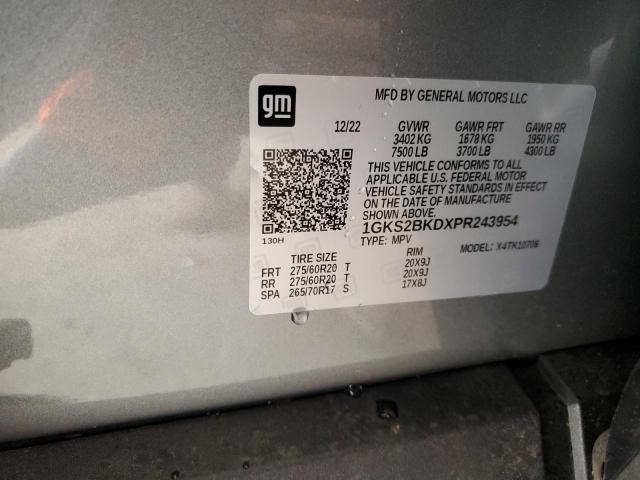 gm
MFD BY GENERAL MOTORS LLC
12/22 GVWR GAWR FRT GAWR RR
3402 KG 1678 KG 1950 KG
7500 LB 3700 LB 4300 LB
THIS VEHICLE CONFORMS TO ALL
APPLICABLE U.S. FEDERAL MOTOR
VEHICLE SAFETY STANDARDS IN EFFECT
ON THE DATE OF MANUFACTURE
SHOWN ABOVE.
1GKS2BKDXPR243954
130H TYPE: MPV MODEL: X4TK10706
TIRE SIZE RIM
FRT 275/60R20 T 20X9J
RR 275/60R20 T 20X9J
SPA 265/70R17 S 17X8J